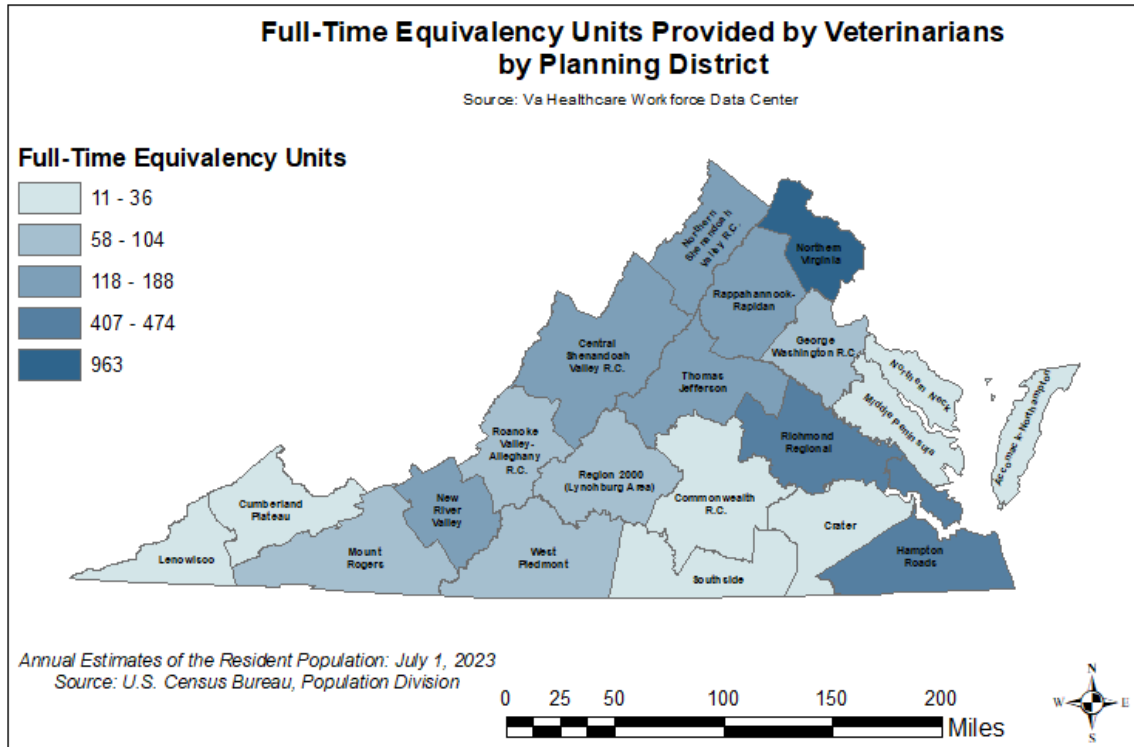 Full-Time Equivalency Units Provided by Veterinarians
by Planning District
Source: Va Healthcare Workforce Data Center
Full-Time Equivalency Units
11 - 36
58 - 104
118 - 188
407 - 474
963
Northern
Shenandoah
Valley R.C.
Northern
Virginia
Rappahannock-
Rapidan
Central
Shenandoah
Valley R.C.
George
Washington R.C.
Thomas
Jefferson
Northern Neck
Middle Peninsula
Accomack-Northampton
Roanoke
Valley-
Alleghany
R.C.
Richmond
Regional
Region 2000
(Lynchburg Area)
Commonwealth
R.C.
Cumberland
Plateau
New
River
Valley
Crater
Lenowisco
Mount
Rogers
West
Piedmont
Southside
Hampton
Roads
Annual Estimates of the Resident Population: July 1, 2023
Source: U.S. Census Bureau, Population Division
0 25 50 100 150 200
Miles
N
W E
S